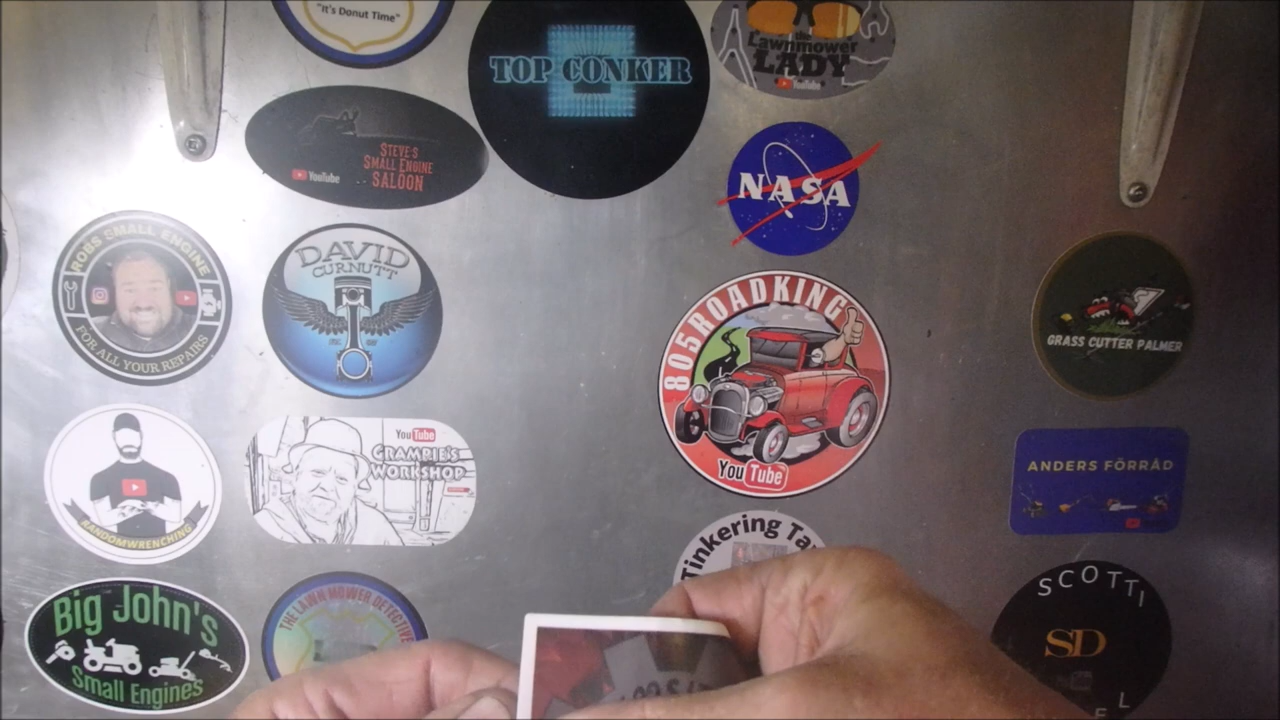 "It's Donut Time"
TOP CONKER
the
Lawnmower
LADY
YouTube
STEVE'S
SMALL ENGINE
SALOON
YouTube
NASA
ROBS SMALL ENGINE
FOR ALL YOUR REPAIRS
DAVID
CURNUTT
805ROADKING
YouTube
GRASS CUTTER PALMER
RANDOMWRENCHING
YouTube
GRAMPIE'S
WORKSHOP
ANDERS FÖRRÅD
Tinkering
Big John's
Small Engines
THE LAWN MOWER DETECTIVE
SCOTTI
SD